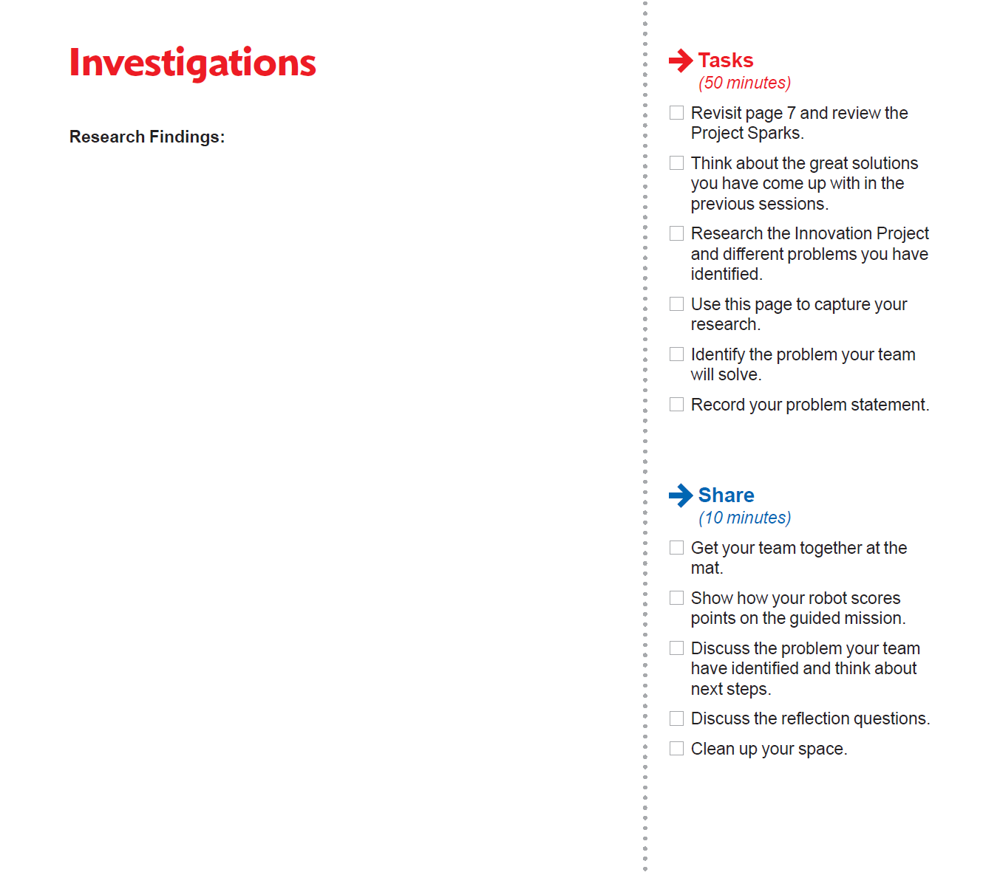 Investigations
Research Findings:
Tasks
(50 minutes)
Revisit page 7 and review the
Project Sparks.
Think about the great solutions
you have come up with in the
previous sessions.
Research the Innovation Project
and different problems you have
identified.
Use this page to capture your
research.
Identify the problem your team
will solve.
Record your problem statement.
Share
(10 minutes)
Get your team together at the
mat.
Show how your robot scores
points on the guided mission.
Discuss the problem your team
have identified and think about
next steps.
Discuss the reflection questions.
Clean up your space.